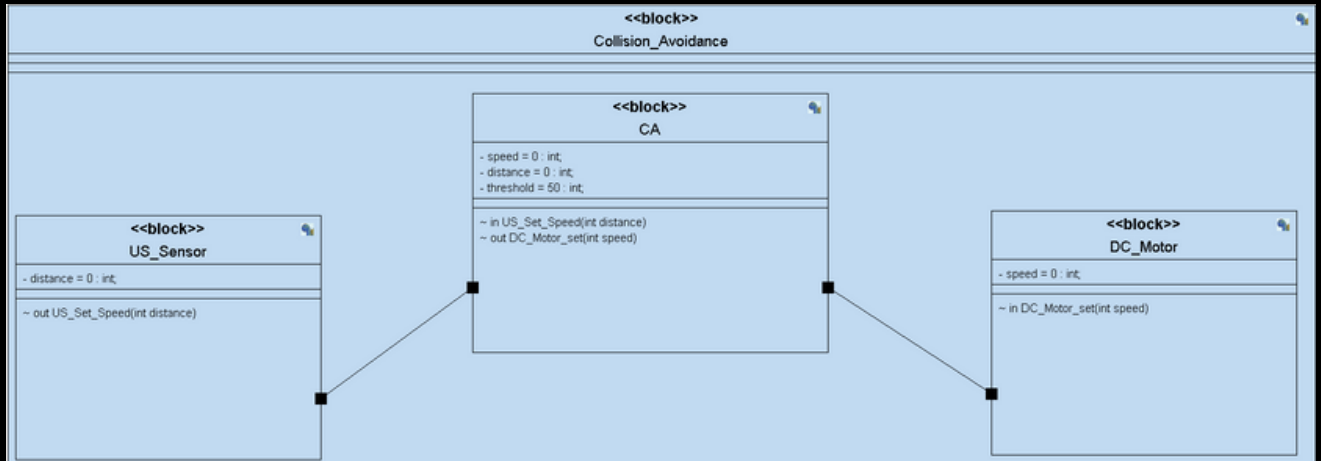 <<block>>
Collision_Avoidance
<<block>>
CA
- speed = 0 : int;
- distance = 0 : int;
- threshold = 50 : int;
~ in US_Set_Speed(int distance)
~ out DC_Motor_set(int speed)
<<block>>
US_Sensor
- distance = 0 : int;
~ out US_Set_Speed(int distance)
<<block>>
DC_Motor
- speed = 0 : int;
~ in DC_Motor_set(int speed)